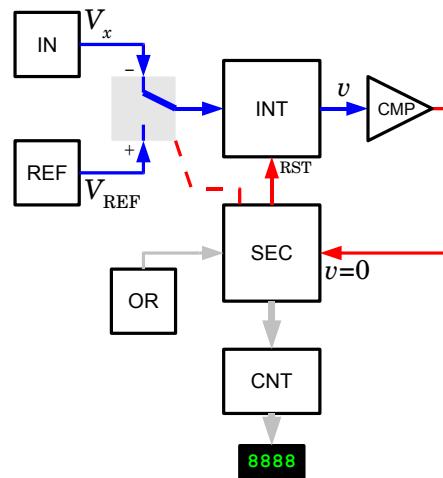 IN
V_x
−
INT
v
CMP
REF
+
V_REF
RST
SEC
v=0
OR
CNT
8888